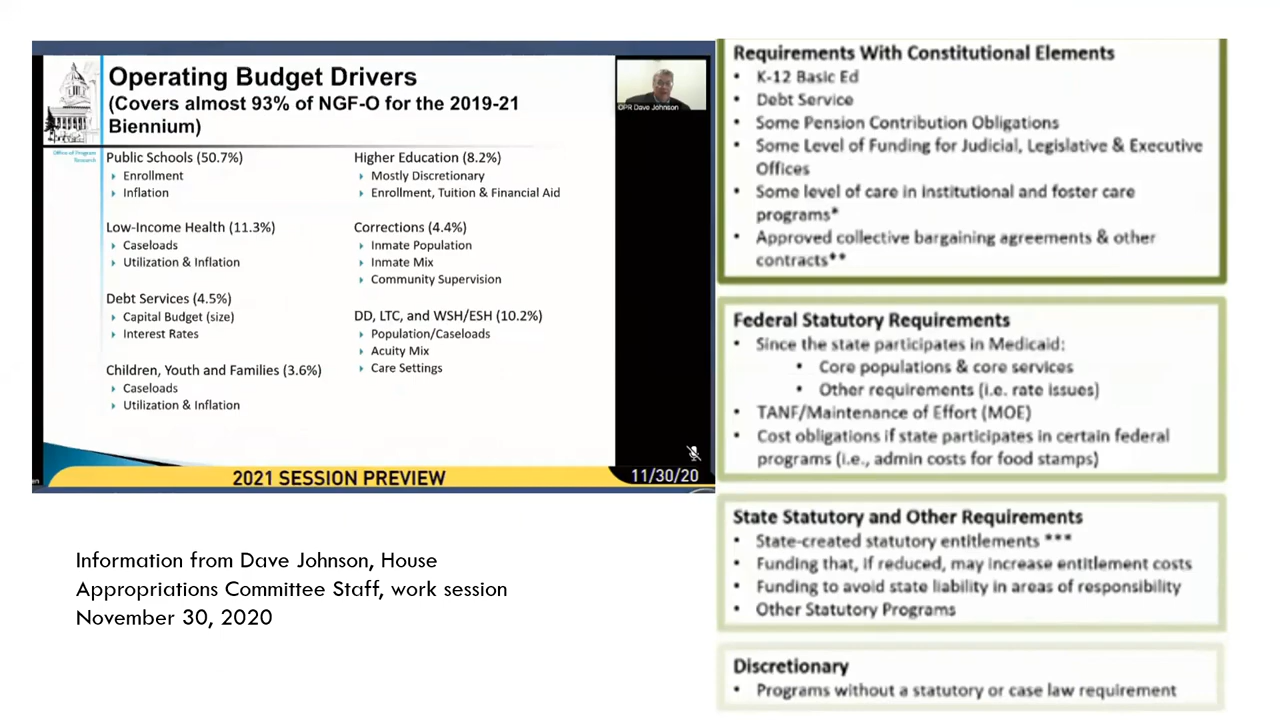 Operating Budget Drivers
(Covers almost 93% of NGF-O for the 2019-21
Biennium)
Office of Program
Research
OPR Dave Johnson
Public Schools (50.7%)
Enrollment
Inflation
Low-Income Health (11.3%)
Caseloads
Utilization & Inflation
Debt Services (4.5%)
Capital Budget (size)
Interest Rates
Children, Youth and Families (3.6%)
Caseloads
Utilization & Inflation
Higher Education (8.2%)
Mostly Discretionary
Enrollment, Tuition & Financial Aid
Corrections (4.4%)
Inmate Population
Inmate Mix
Community Supervision
DD, LTC, and WSH/ESH (10.2%)
Population/Caseloads
Acuity Mix
Care Settings
2021 SESSION PREVIEW
11/30/20
Information from Dave Johnson, House
Appropriations Committee Staff, work session
November 30, 2020
Requirements With Constitutional Elements
• K-12 Basic Ed
• Debt Service
• Some Pension Contribution Obligations
• Some Level of Funding for Judicial, Legislative & Executive
Offices
• Some level of care in institutional and foster care
programs*
• Approved collective bargaining agreements & other
contracts**
Federal Statutory Requirements
• Since the state participates in Medicaid:
• Core populations & core services
• Other requirements (i.e. rate issues)
• TANF/Maintenance of Effort (MOE)
• Cost obligations if state participates in certain federal
programs (i.e., admin costs for food stamps)
State Statutory and Other Requirements
• State-created statutory entitlements ***
• Funding that, if reduced, may increase entitlement costs
• Funding to avoid state liability in areas of responsibility
• Other Statutory Programs
Discretionary
• Programs without a statutory or case law requirement